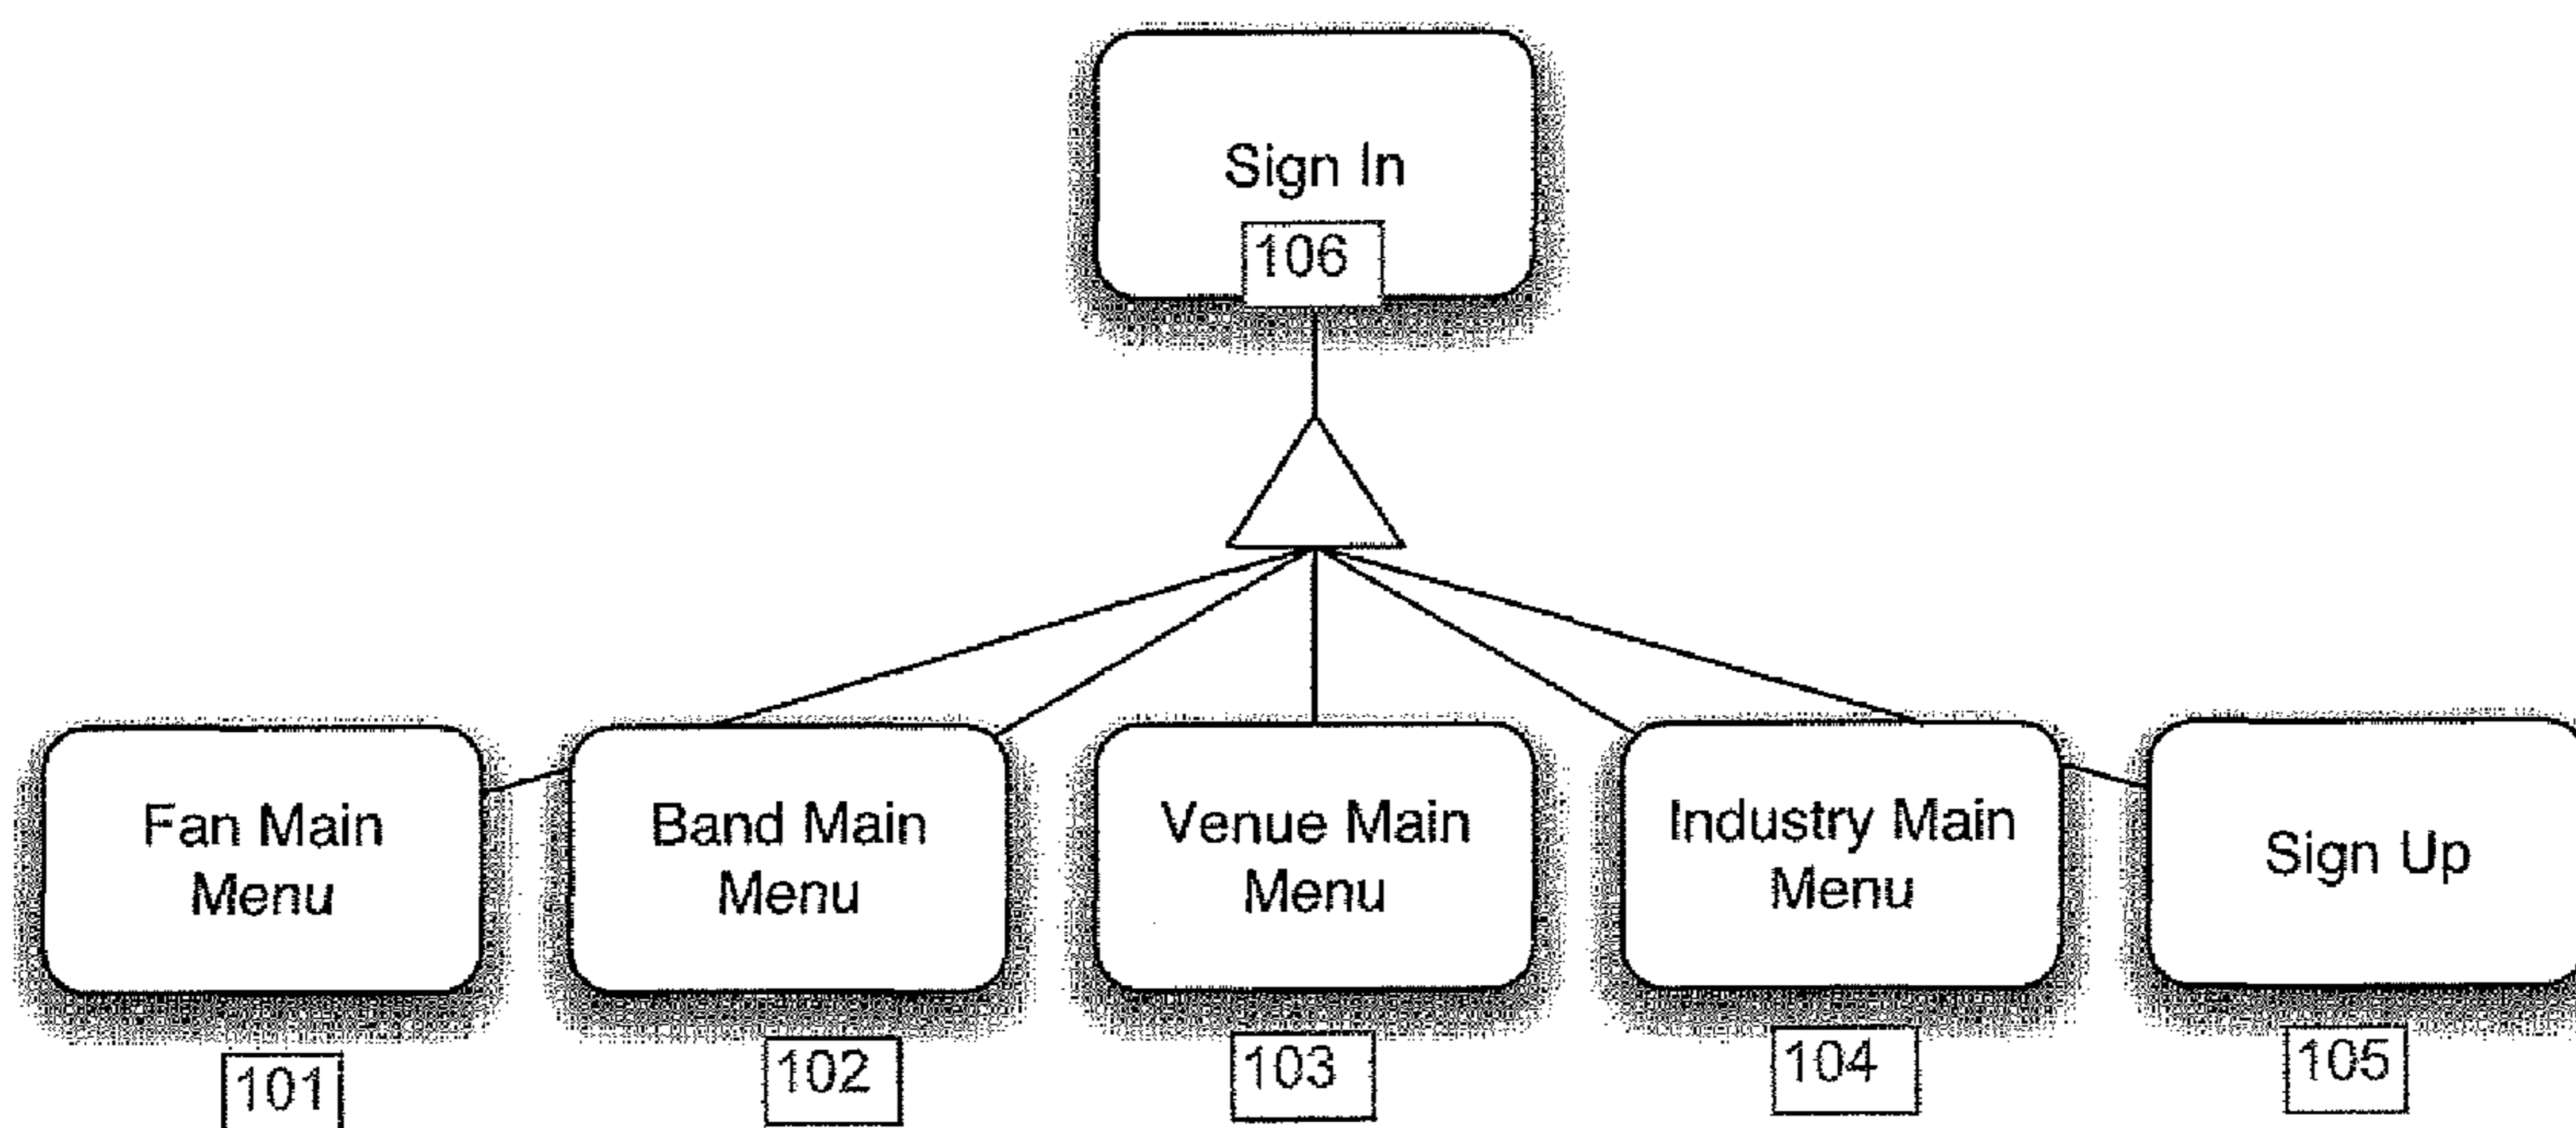 Sign In
106
Fan Main
Menu
101
Band Main
Menu
102
Venue Main
Menu
103
Industry Main
Menu
104
Sign Up
105